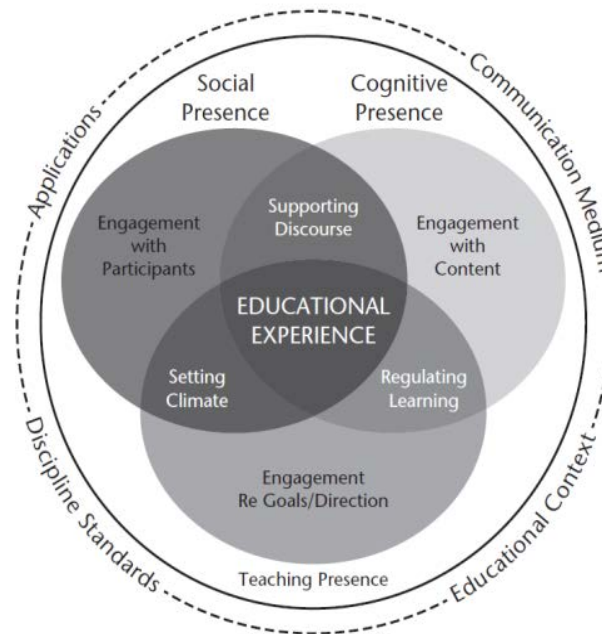 Social
Presence
Cognitive
Presence
Applications
Communication Medium
Engagement
with
Participants
Supporting
Discourse
Engagement
with
Content
EDUCATIONAL
EXPERIENCE
Setting
Climate
Regulating
Learning
Engagement
Re Goals/Direction
Teaching Presence
Discipline Standards
Educational Context